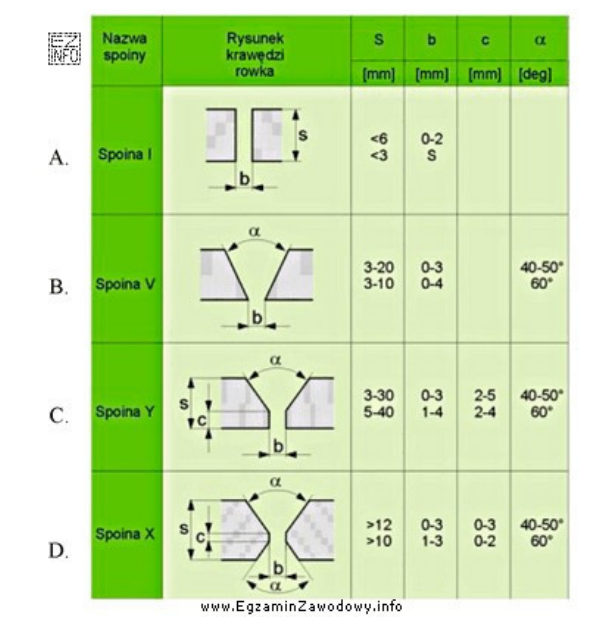 EZ
INFO
Nazwa spoiny
Rysunek krawędzi rowka
S
b
c
α
[mm]
[mm]
[mm]
[deg]
A.
Spoina I
s
b
<6
<3
0-2
S
B.
Spoina V
α
b
3-20
3-10
0-3
0-4
40-50°
60°
C.
Spoina Y
α
s
c
b
3-30
5-40
0-3
1-4
2-5
2-4
40-50°
60°
D.
Spoina X
α
s
c
b
α
>12
>10
0-3
1-3
0-3
0-2
40-50°
60°
www.EgzaminZawodowy.info